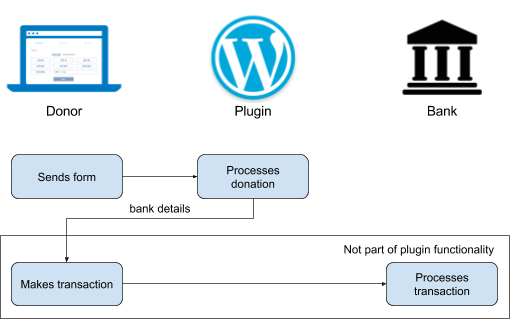 Donor
Plugin
Bank
Sends form
Processes
donation
bank details
Not part of plugin functionality
Makes transaction
Processes
transaction